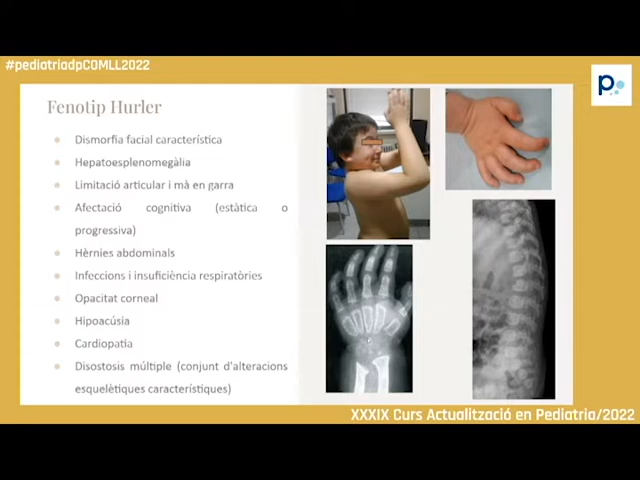 #pediatriadpCOMLL2022
p
Fenotip Hurler
Dismorfia facial característica
Hepatoesplenomegàlia
Limitació articular i mà en garra
Afectació cognitiva (estàtica o
progressiva)
Hèrnies abdominals
Infeccions i insuficiència respiratòries
Opacitat corneal
Hipoacúsia
Cardiopatia
Disostosis múltiple (conjunt d'alteracions
esquelètiques característiques)
XXXIX Curs Actualització en Pediatria/2022